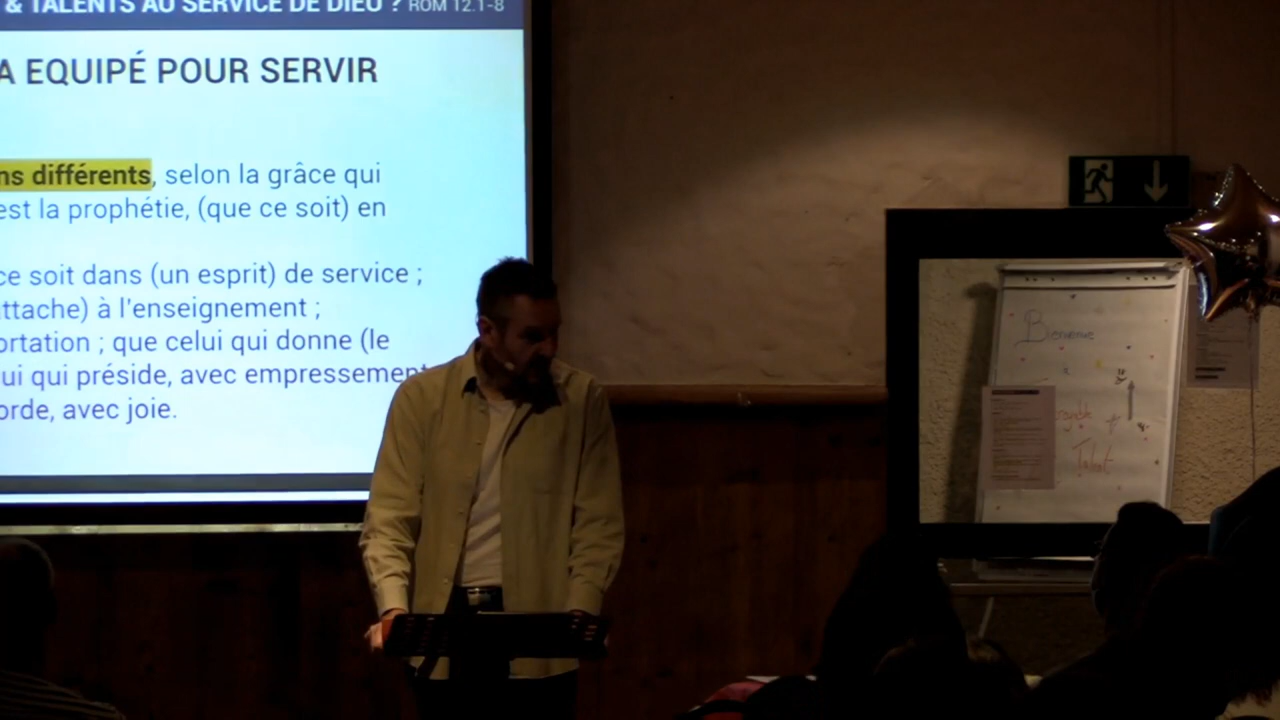 & TALENTS AU SERVICE DE DIEU ? ROM 12.1-8
A EQUIPÉ POUR SERVIR
ns différents, selon la grâce qui
est la prophétie, (que ce soit) en
ce soit dans (un esprit) de service ;
ttache) à l'enseignement ;
ortation ; que celui qui donne (le
ui qui préside, avec empressement
orde, avec joie.
Bienvenue
Talent